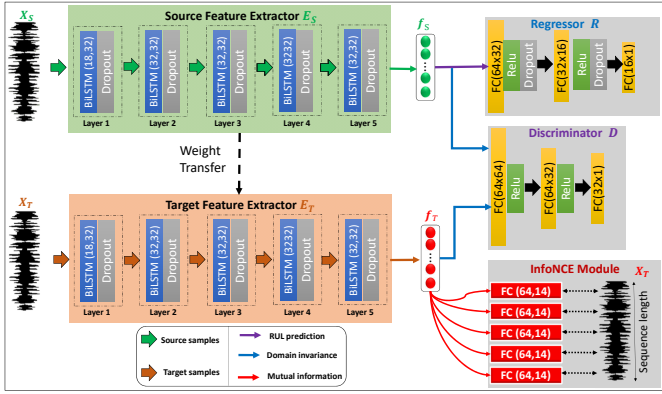 X_S
Source Feature Extractor E_S
BiLSTM (18,32)
Dropout
Layer 1
BiLSTM (32,32)
Dropout
Layer 2
BiLSTM (32,32)
Dropout
Layer 3
BiLSTM (32,32)
Dropout
Layer 4
BiLSTM (32,32)
Dropout
Layer 5
f_S
Regressor R
FC(64x32)
Relu
Dropout
FC(32x16)
Relu
Dropout
FC(16x1)
Weight
Transfer
Discriminator D
FC(64x64)
Relu
FC(64x32)
Relu
FC(32x1)
X_T
Target Feature Extractor E_T
BiLSTM (18,32)
Dropout
Layer 1
BiLSTM (32,32)
Dropout
Layer 2
BiLSTM (32,32)
Dropout
Layer 3
BiLSTM (32,32)
Dropout
Layer 4
BiLSTM (32,32)
Dropout
Layer 5
f_T
InfoNCE Module
X_T
FC (64,14)
FC (64,14)
FC (64,14)
FC (64,14)
FC (64,14)
Sequence length
Source samples
Target samples
RUL prediction
Domain invariance
Mutual information